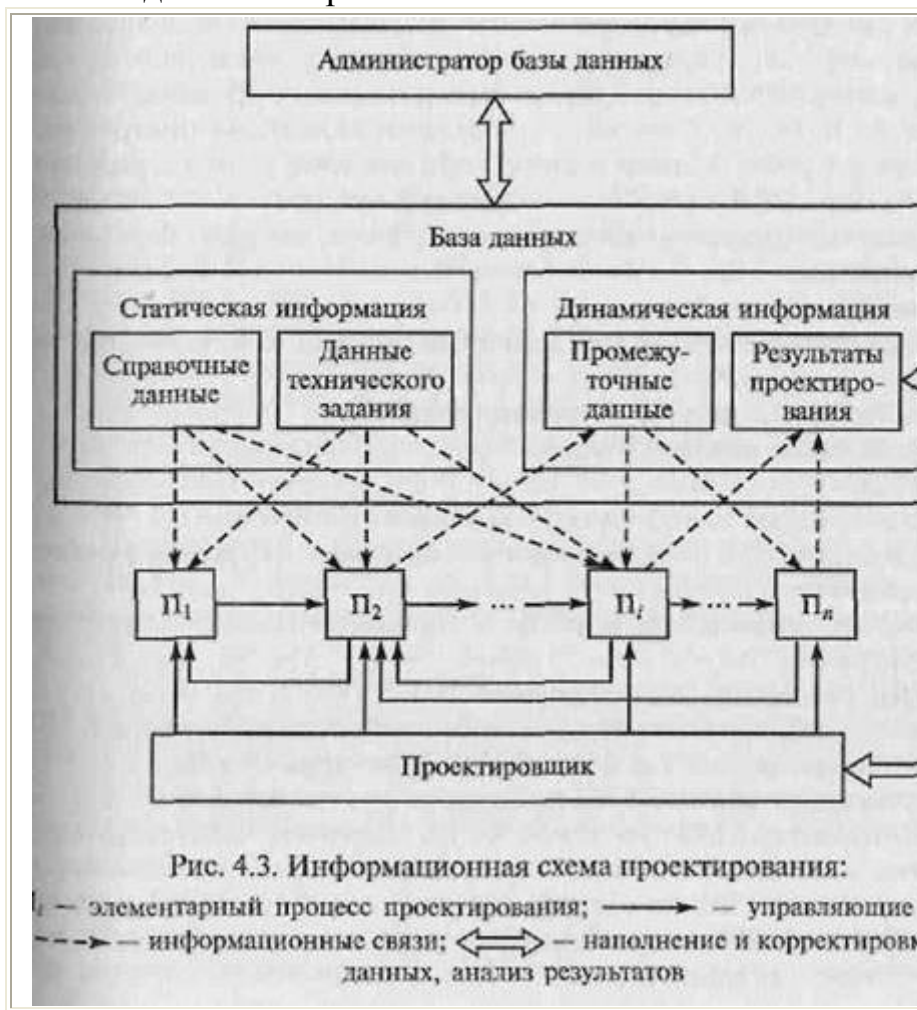 Администратор базы данных
База данных
Статическая информация
Динамическая информация
Справочные
данные
Данные
технического
задания
Промежу-
точные
данные
Результаты
проектиро-
вания
П1
П2
...
Пi
...
Пn
Проектировщик
Рис. 4.3. Информационная схема проектирования:
i — элементарный процесс проектирования; — управляющие
— информационные связи; — наполнение и корректировк
данных, анализ результатов